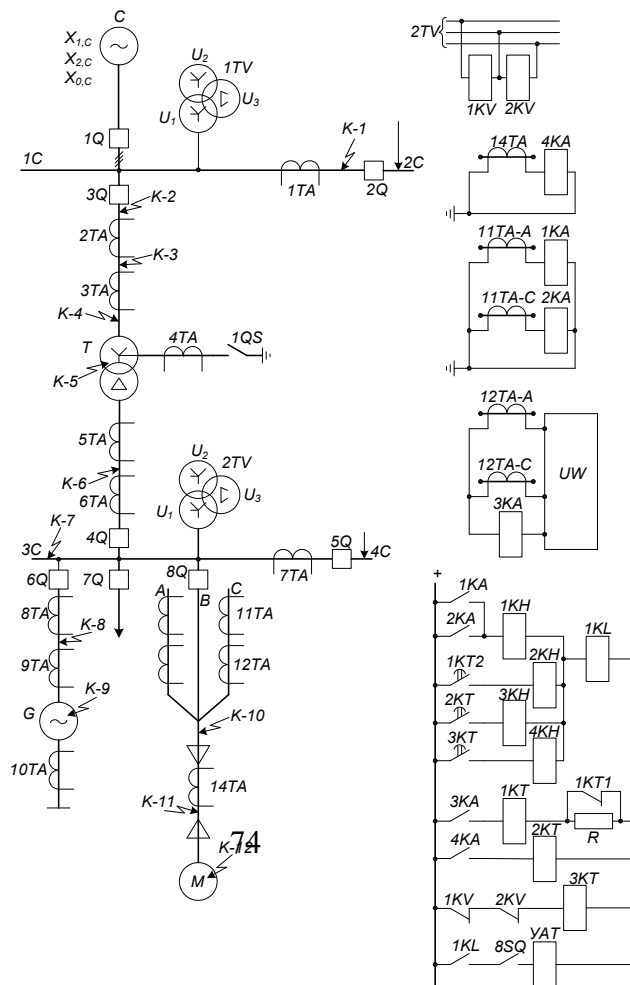 C
X1,C
X2,C
X0,C
1Q
1C
U2
1TV
U1
U3
K-1
2C
1TA
2Q
3Q
K-2
2TA
K-3
3TA
K-4
T
4TA
1QS
K-5
5TA
K-6
6TA
U2
2TV
U1
U3
K-7
4Q
5Q
3C
4C
7TA
6Q
7Q
8Q
A
B
C
8TA
11TA
K-8
9TA
12TA
K-9
G
K-10
10TA
14TA
K-11
74
K-12
M
2TV
1KV
2KV
14TA
4KA
11TA-A
1KA
11TA-C
2KA
12TA-A
12TA-C
UW
3KA
+
1KA
1KH
1KL
2KA
2KH
1KT2
2KT
3KH
3KT
4KH
1KT
1KT1
3KA
R
4KA
2KT
1KV
2KV
3KT
1KL
8SQ
УAT